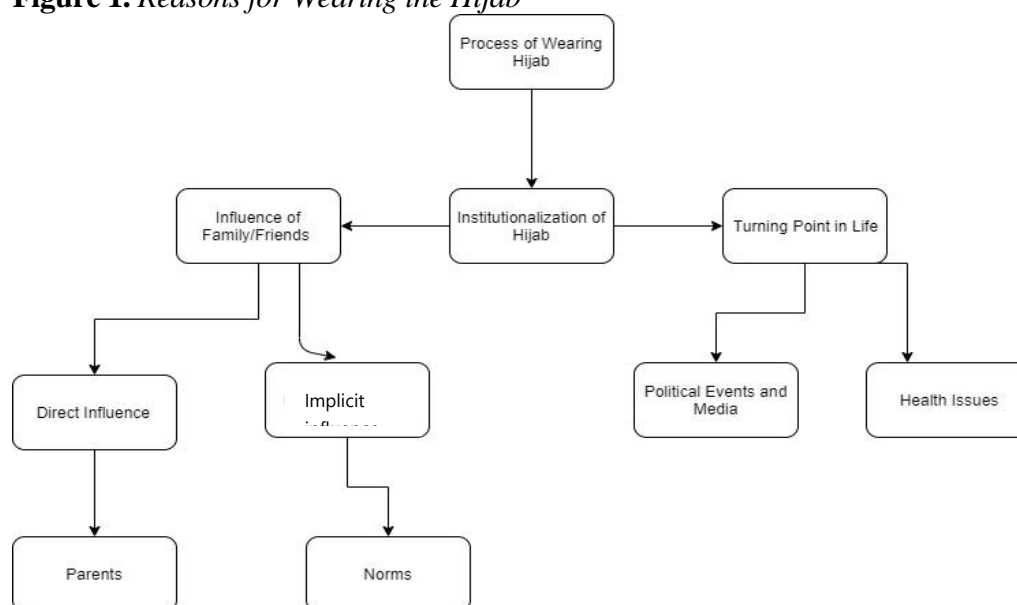 Figure 1. Reasons for Wearing the Hijab
Process of Wearing
Hijab
Influence of
Family/Friends
Institutionalization of
Hijab
Turning Point in Life
Direct Influence
Implicit
Political Events and
Media
Health Issues
Parents
Norms